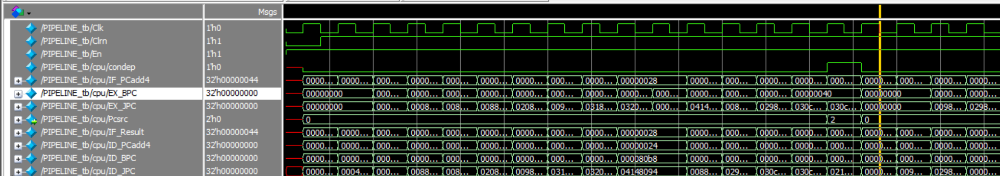 Msgs
/PIPELINE_tb/Clk 1'h0
/PIPELINE_tb/Clrn 1'h1
/PIPELINE_tb/En 1'h1
/PIPELINE_tb/cpu/condep 1'h0
/PIPELINE_tb/cpu/IF_PCadd4 32'h00000044 0000... 0000... 000... 0000... 000... 0000... 0000... 000... 0000... 00000028 0000... 000... 0000... 0000... 000... 0000... 000... 0000... 0000...
/PIPELINE_tb/cpu/EX_BPC 32'h00000000 00000000 000... 0000... 000... 0000... 0000... 000... 0000... 0000... 000... 0000... 000... 0000... 00000040 00000000 0000... 0000...
/PIPELINE_tb/cpu/EX_JPC 32'h00000000 00000000 000... 0008... 008... 0088... 0208... 009... 0318... 0320... 000... 0414... 008... 0298... 030c... 030c... 00000000 0098... 0298...
/PIPELINE_tb/cpu/Pcsrc 2'h0 0 2 0
/PIPELINE_tb/cpu/IF_Result 32'h00000044 0000... 0000... 000... 0000... 000... 0000... 0000... 000... 0000... 00000028 0000... 000... 0000... 0000... 000... 0000... 000... 0000... 0000...
/PIPELINE_tb/cpu/ID_PCadd4 32'h00000000 0000... 0000... 000... 0000... 000... 0000... 0000... 000... 0000... 00000024 0000... 000... 0000... 0000... 000... 0000... 000... 0000... 0000...
/PIPELINE_tb/cpu/ID_BPC 32'h00000000 0000... 0000... 000... 0000... 000... 0000... 0000... 000... 0000... 000080b8 0000... 000... 0000... 0000... 000... 0000... 000... 0000... 0000...
/PIPELINE_tb/cpu/ID_JPC 32'h00000000 0000... 0004... 000... 0088... 008... 0208... 0098... 031... 0320... 04148094 0088... 029... 030c... 030c... 021... 0000... 009... 0298... 0000...